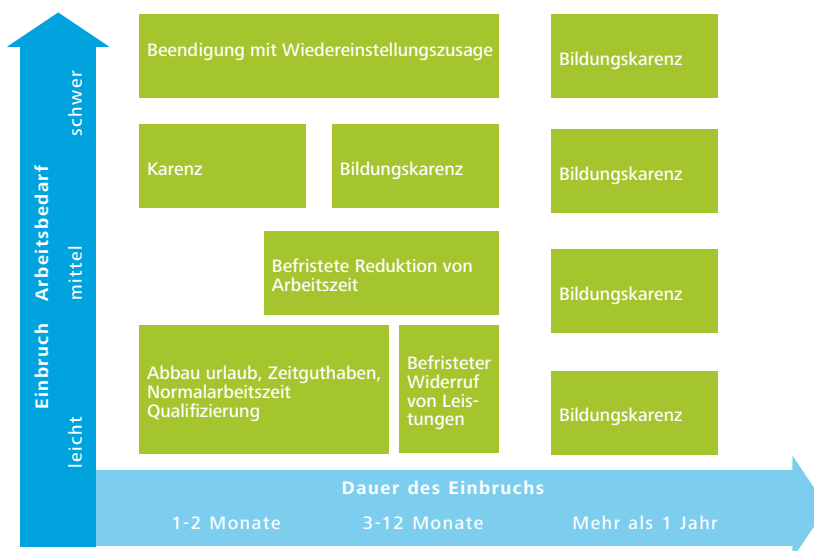 Beendigung mit Wiedereinstellungszusage
Bildungskarenz
schwer
Karenz
Bildungskarenz
Bildungskarenz
Einbruch Arbeitsbedarf
mittel
Befristete Reduktion von
Arbeitszeit
Bildungskarenz
Abbau urlaub, Zeitguthaben,
Normalarbeitszeit
Qualifizierung
Befristeter
Widerruf
von Leis-
tungen
Bildungskarenz
leicht
Dauer des Einbruchs
1-2 Monate
3-12 Monate
Mehr als 1 Jahr